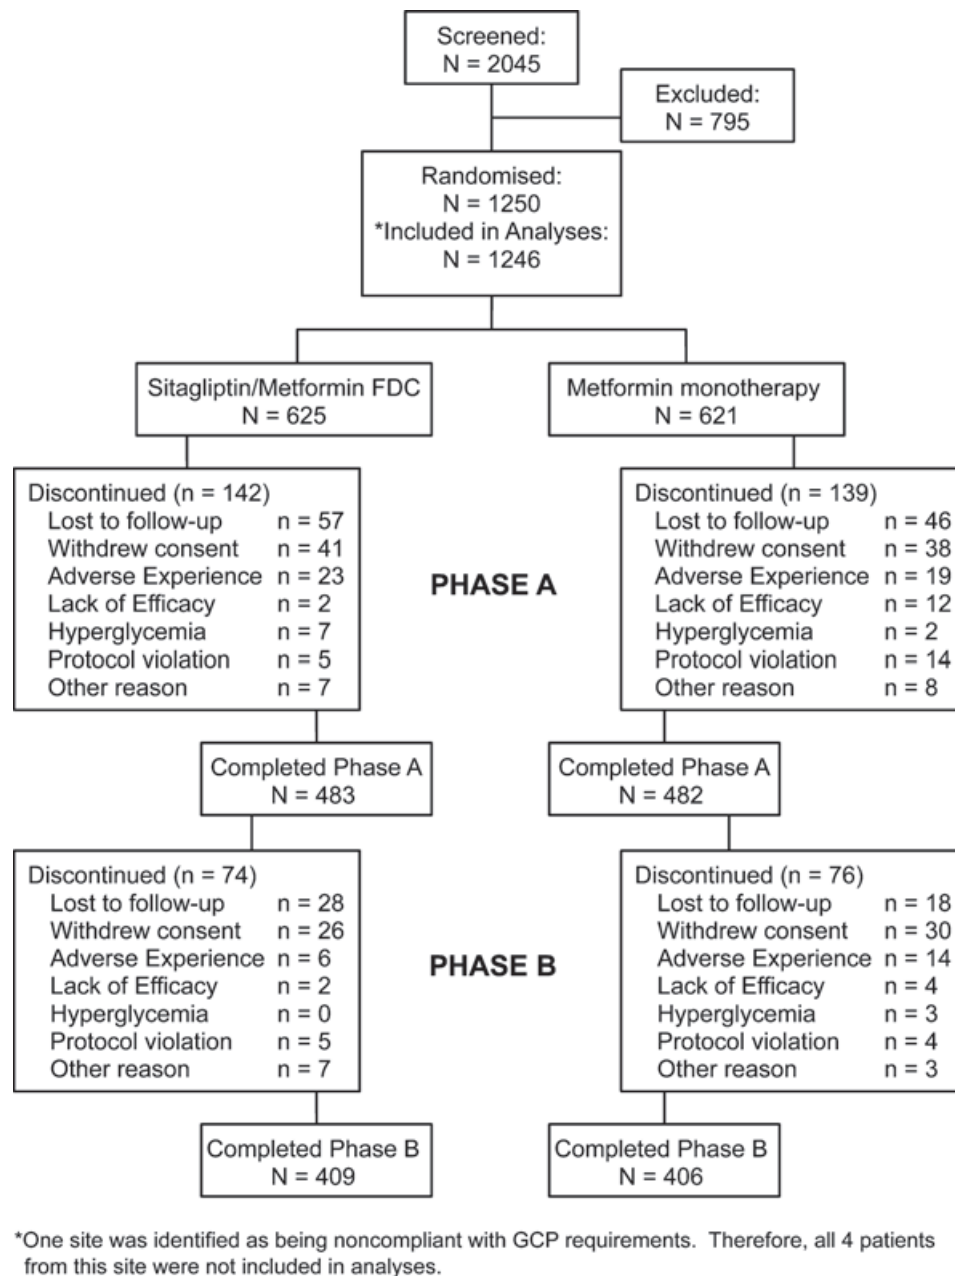 Screened:
N = 2045
Excluded:
N = 795
Randomised:
N = 1250
*Included in Analyses:
N = 1246
Sitagliptin/Metformin FDC
N = 625
Metformin monotherapy
N = 621
Discontinued (n = 142)
Lost to follow-up n = 57
Withdrew consent n = 41
Adverse Experience n = 23
Lack of Efficacy n = 2
Hyperglycemia n = 7
Protocol violation n = 5
Other reason n = 7
PHASE A
Discontinued (n = 139)
Lost to follow-up n = 46
Withdrew consent n = 38
Adverse Experience n = 19
Lack of Efficacy n = 12
Hyperglycemia n = 2
Protocol violation n = 14
Other reason n = 8
Completed Phase A
N = 483
Completed Phase A
N = 482
Discontinued (n = 74)
Lost to follow-up n = 28
Withdrew consent n = 26
Adverse Experience n = 6
Lack of Efficacy n = 2
Hyperglycemia n = 0
Protocol violation n = 5
Other reason n = 7
PHASE B
Discontinued (n = 76)
Lost to follow-up n = 18
Withdrew consent n = 30
Adverse Experience n = 14
Lack of Efficacy n = 4
Hyperglycemia n = 3
Protocol violation n = 4
Other reason n = 3
Completed Phase B
N = 409
Completed Phase B
N = 406
*One site was identified as being noncompliant with GCP requirements. Therefore, all 4 patients
from this site were not included in analyses.